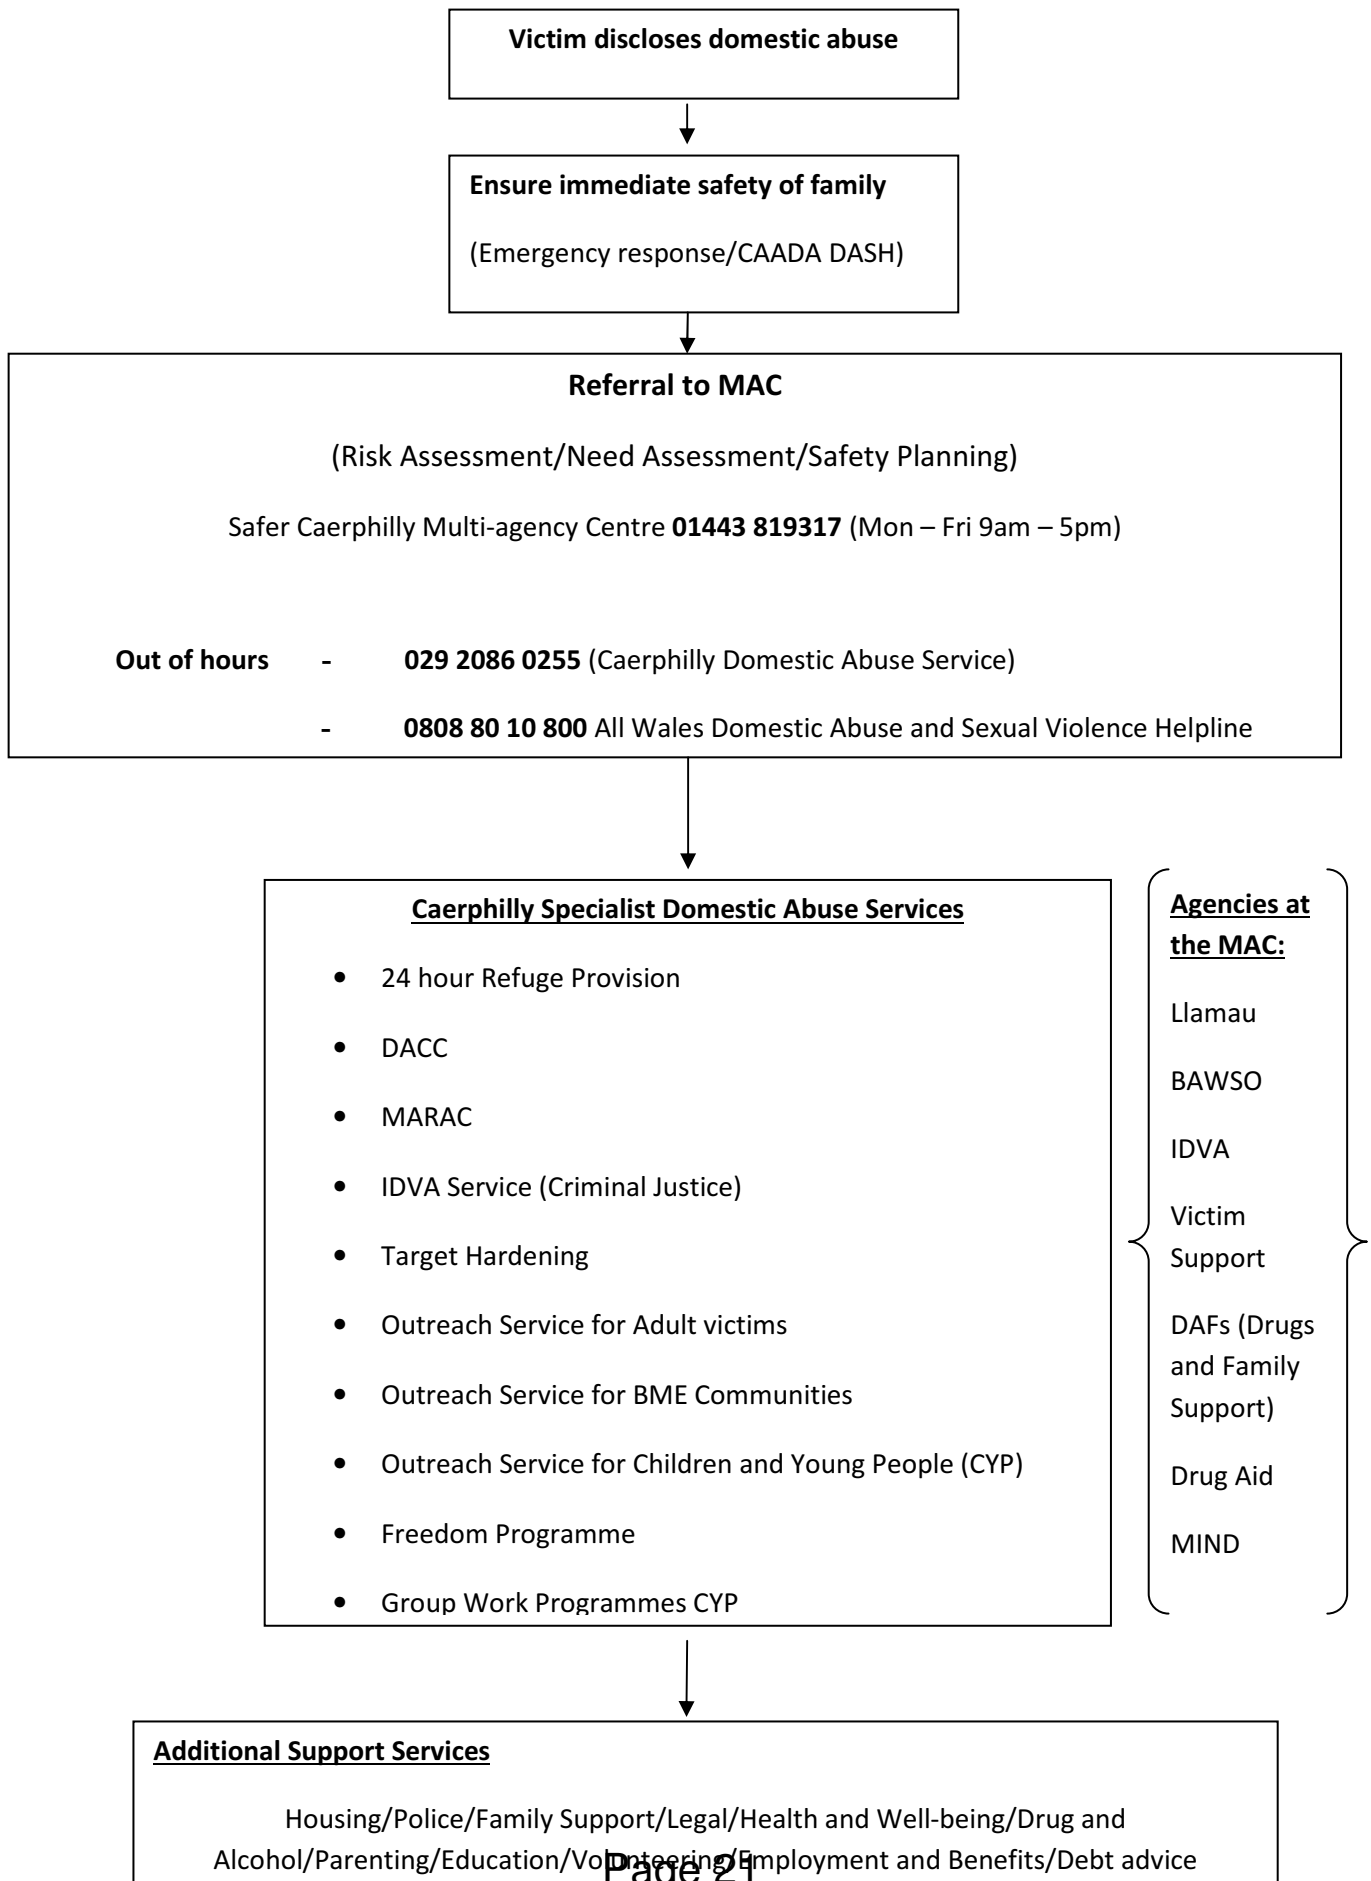 Victim discloses domestic abuse
Ensure immediate safety of family
(Emergency response/CAADA DASH)
Referral to MAC
(Risk Assessment/Need Assessment/Safety Planning)
Safer Caerphilly Multi-agency Centre 01443 819317 (Mon – Fri 9am – 5pm)
Out of hours - 029 2086 0255 (Caerphilly Domestic Abuse Service)
- 0808 80 10 800 All Wales Domestic Abuse and Sexual Violence Helpline
Caerphilly Specialist Domestic Abuse Services
• 24 hour Refuge Provision
• DACC
• MARAC
• IDVA Service (Criminal Justice)
• Target Hardening
• Outreach Service for Adult victims
• Outreach Service for BME Communities
• Outreach Service for Children and Young People (CYP)
• Freedom Programme
• Group Work Programmes CYP
Agencies at
the MAC:
Llamau
BAWSO
IDVA
Victim
Support
DAFs (Drugs
and Family
Support)
Drug Aid
MIND
Additional Support Services
Housing/Police/Family Support/Legal/Health and Well-being/Drug and
Alcohol/Parenting/Education/Volunteering/Employment and Benefits/Debt advice
Page 21